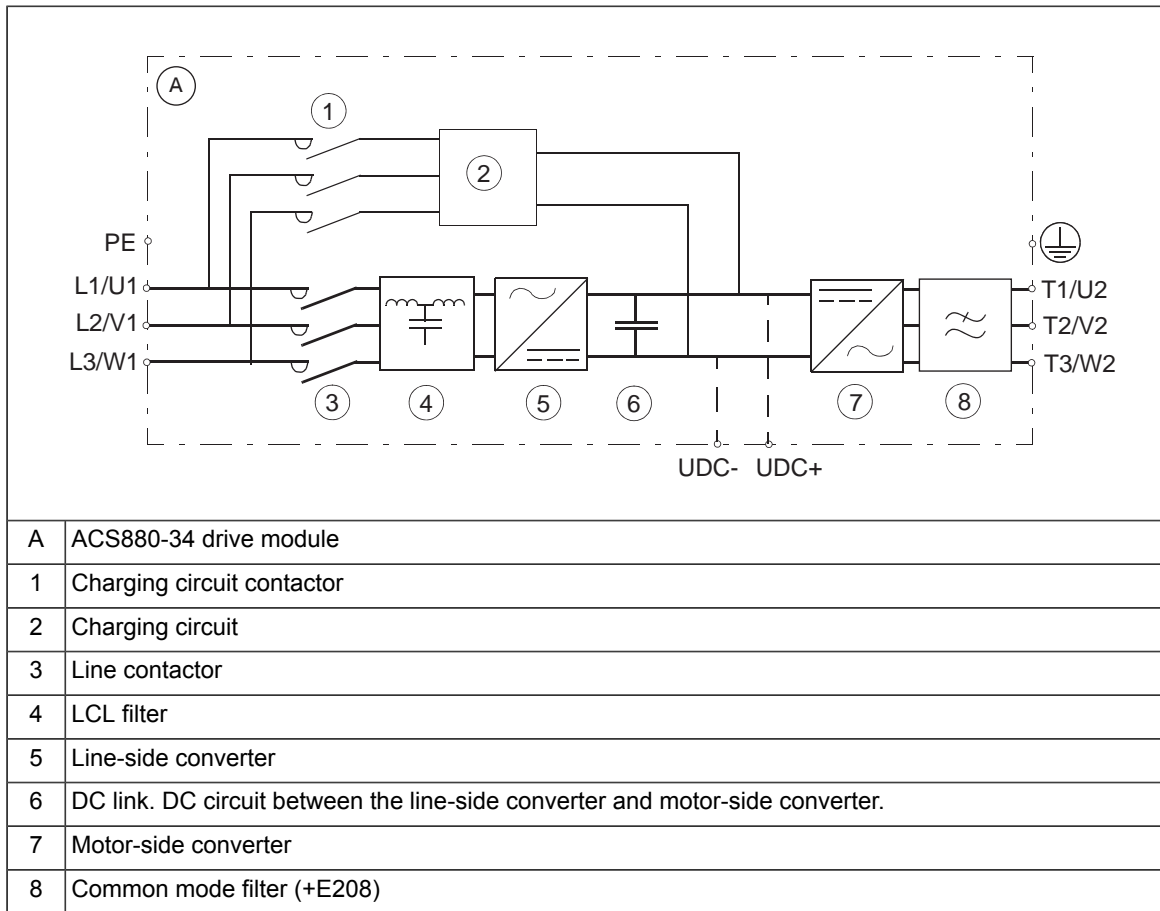 A
1
2
PE
L1/U1
L2/V1
L3/W1
T1/U2
T2/V2
T3/W2
3
4
5
6
7
8
UDC- UDC+
A ACS880-34 drive module
1 Charging circuit contactor
2 Charging circuit
3 Line contactor
4 LCL filter
5 Line-side converter
6 DC link. DC circuit between the line-side converter and motor-side converter.
7 Motor-side converter
8 Common mode filter (+E208)